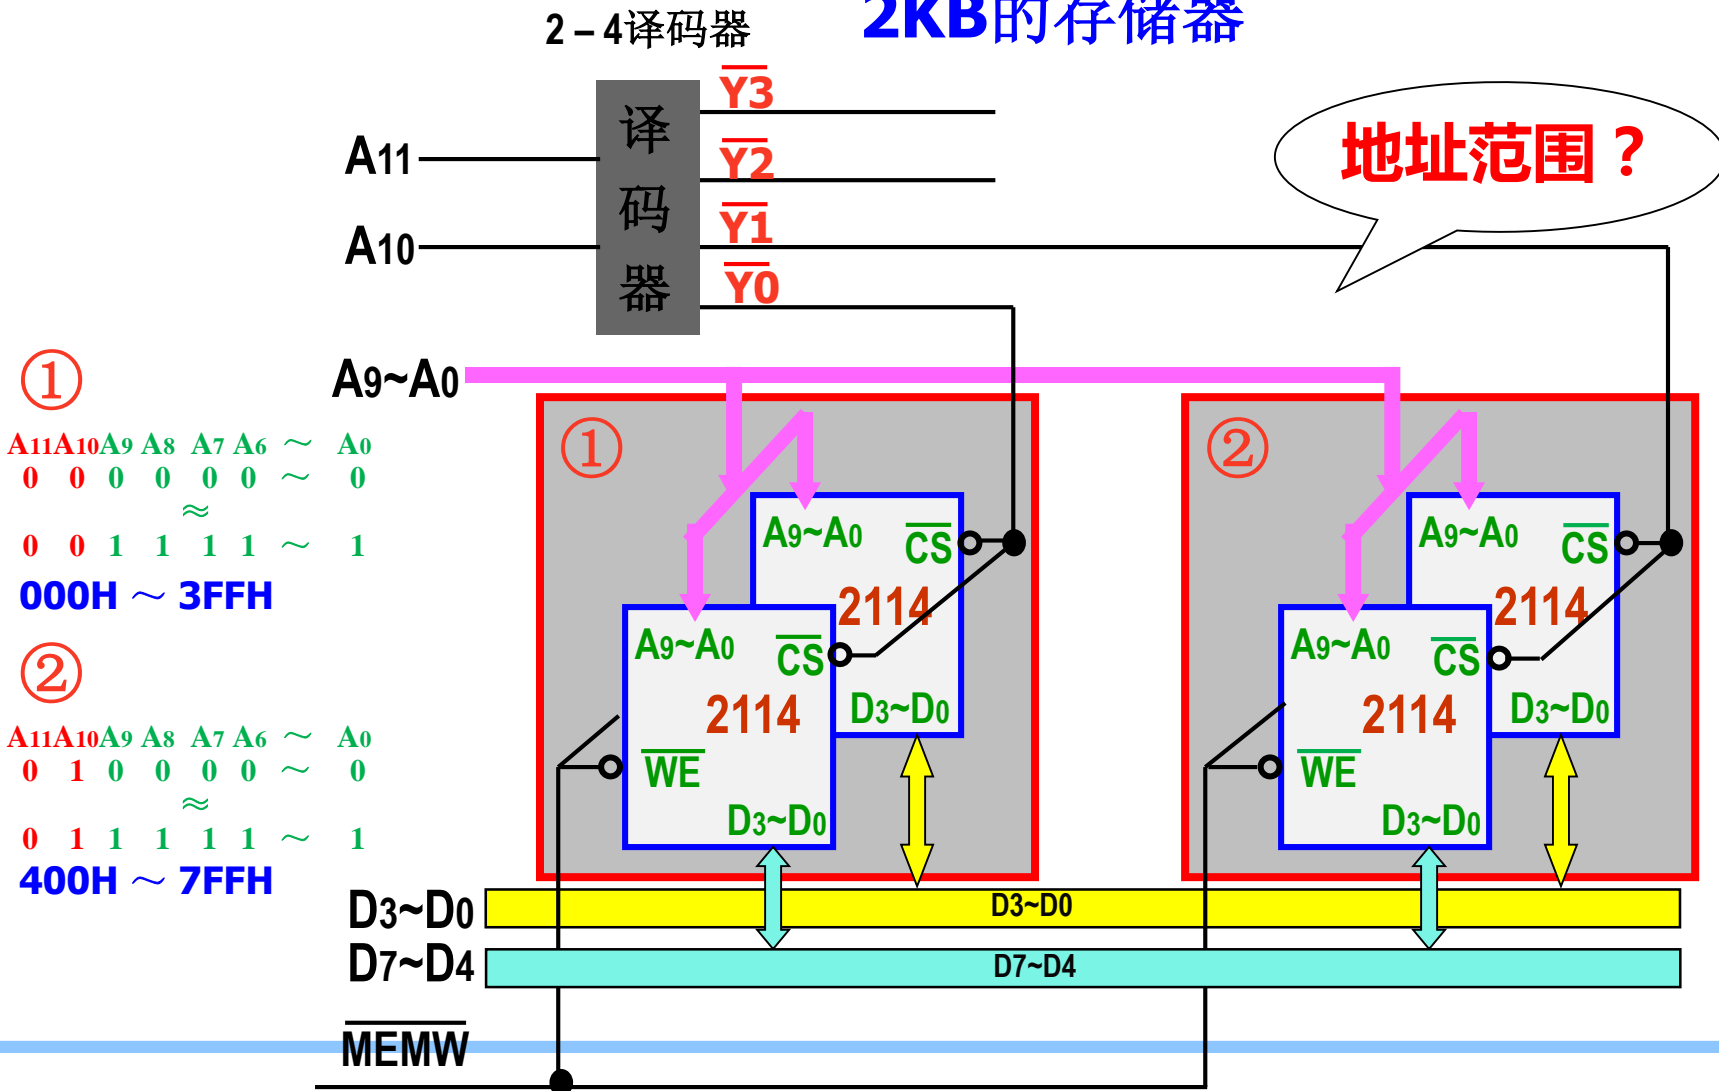 2KB的存储器
2－4译码器
译码器
A11
A10
Y3
Y2
Y1
Y0
地址范围？
A9~A0
①
A11A10A9 A8 A7 A6 ～ A0
0 0 0 0 0 0 ～ 0
≈
0 0 1 1 1 1 ～ 1
000H ～ 3FFH
②
A11A10A9 A8 A7 A6 ～ A0
0 1 0 0 0 0 ～ 0
≈
0 1 1 1 1 1 ～ 1
400H ～ 7FFH
①
A9~A0 CS
2114
D3~D0
A9~A0 CS
2114
WE
D3~D0
②
A9~A0 CS
2114
D3~D0
A9~A0 CS
2114
WE
D3~D0
D3~D0 D3~D0
D7~D4 D7~D4
MEMW